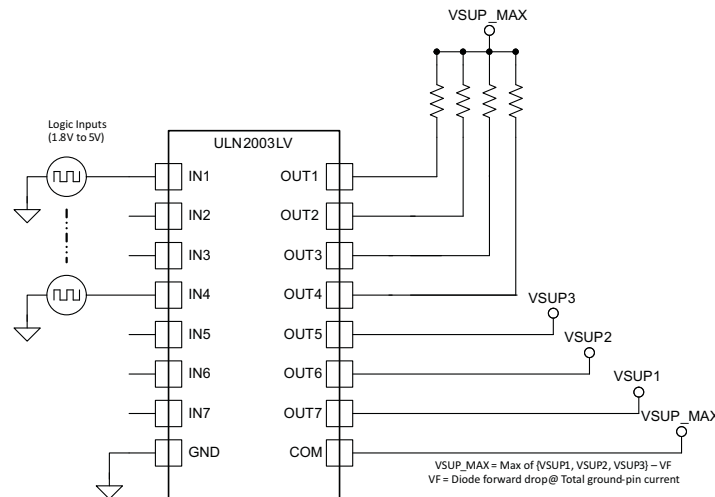 VSUP_MAX
Logic Inputs
(1.8V to 5V)
ULN2003LV
IN1
OUT1
IN2
OUT2
IN3
OUT3
IN4
OUT4
VSUP3
IN5
OUT5
VSUP2
IN6
OUT6
VSUP1
IN7
OUT7
VSUP_MAX
GND
COM
VSUP_MAX = Max of {VSUP1, VSUP2, VSUP3} – VF
VF = Diode forward drop@ Total ground-pin current